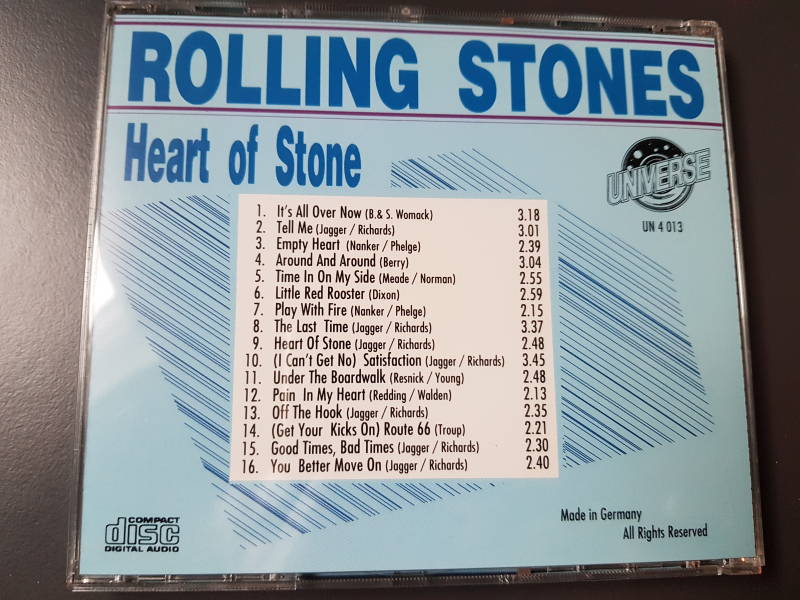 ROLLING STONES
Heart of Stone
UNIVERSE
UN 4 013
1. It's All Over Now (B.& S. Womack) 3.18
2. Tell Me (Jagger / Richards) 3.01
3. Empty Heart (Nanker / Phelge) 2.39
4. Around And Around (Berry) 3.04
5. Time In On My Side (Meade / Norman) 2.55
6. Little Red Rooster (Dixon) 2.59
7. Play With Fire (Nanker / Phelge) 2.15
8. The Last Time (Jagger / Richards) 3.37
9. Heart Of Stone (Jagger / Richards) 2.48
10. (I Can't Get No) Satisfaction (Jagger / Richards) 3.45
11. Under The Boardwalk (Resnick / Young) 2.48
12. Pain In My Heart (Redding / Walden) 2.13
13. Off The Hook (Jagger / Richards) 2.35
14. (Get Your Kicks On) Route 66 (Troup) 2.21
15. Good Times, Bad Times (Jagger / Richards) 2.30
16. You Better Move On (Jagger / Richards) 2.40
COMPACT
disc
DIGITAL AUDIO
Made in Germany
All Rights Reserved